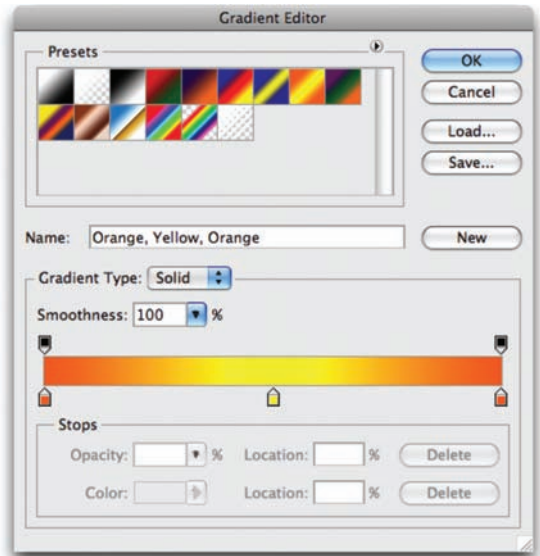 Gradient Editor
Presets
OK
Cancel
Load...
Save...
Name: Orange, Yellow, Orange
New
Gradient Type: Solid
Smoothness: 100 %
Stops
Opacity: % Location: % Delete
Color: Location: % Delete